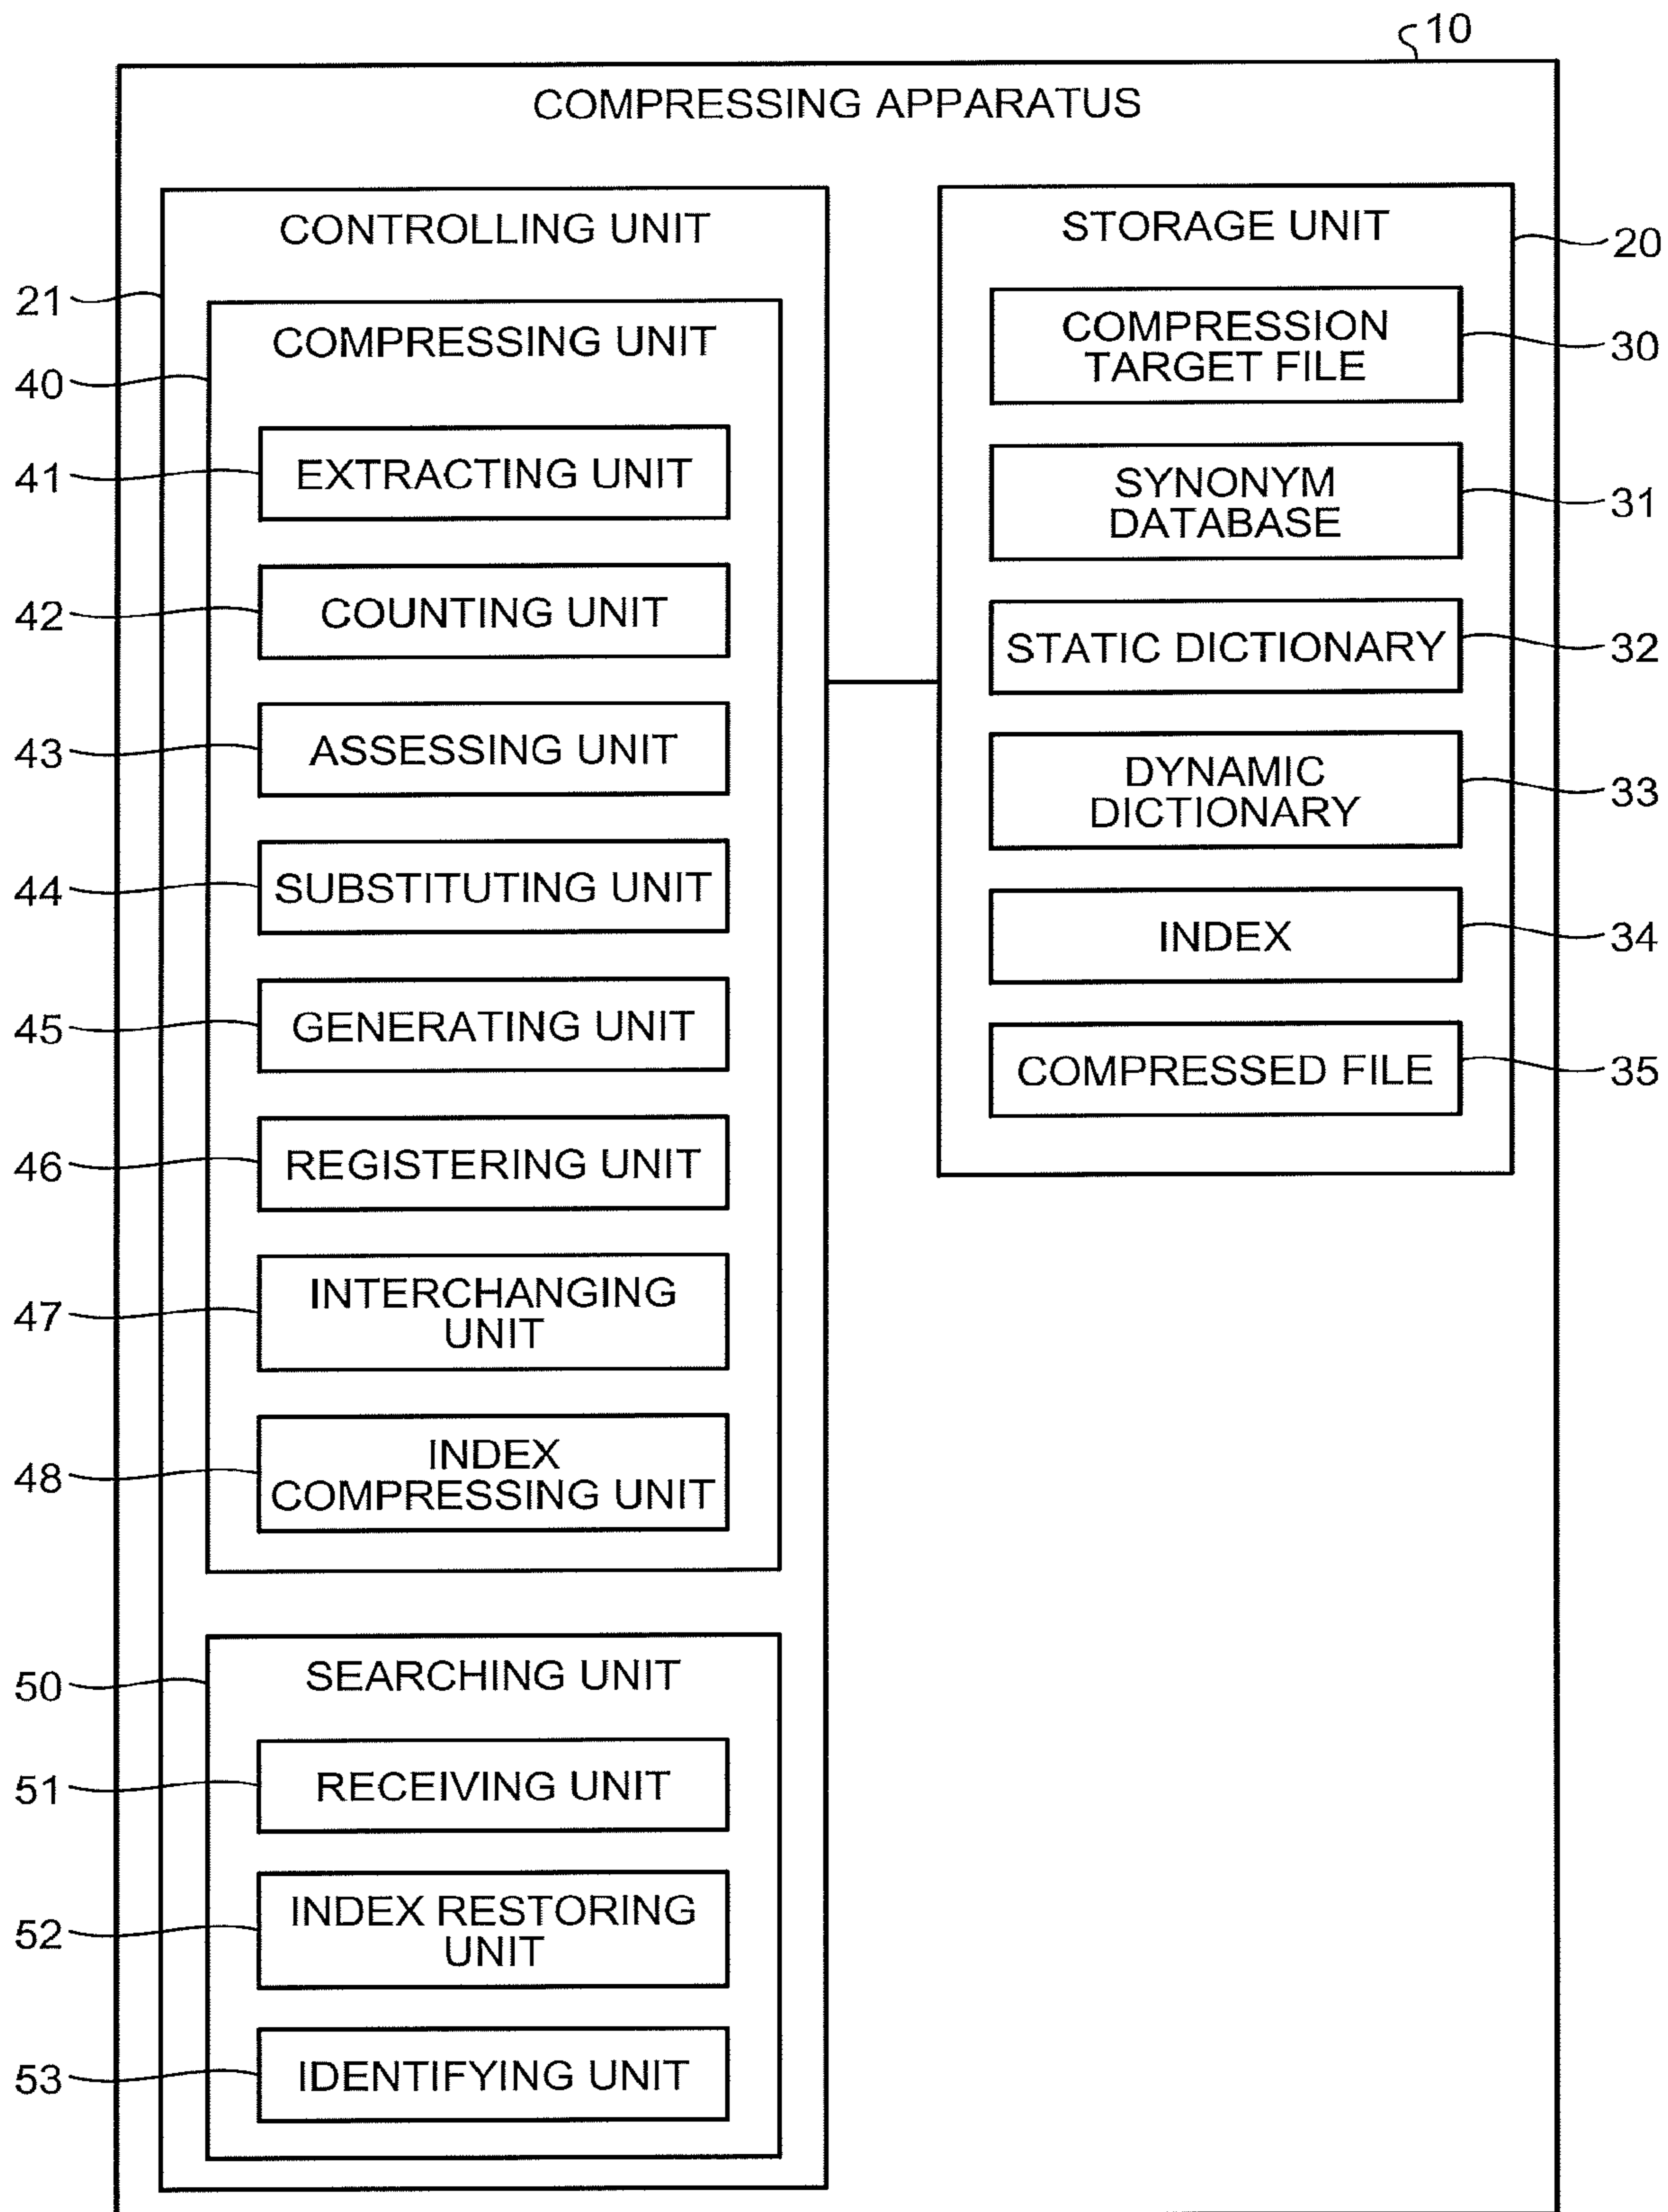 10
COMPRESSING APPARATUS
CONTROLLING UNIT
21
COMPRESSING UNIT
40
EXTRACTING UNIT
41
COUNTING UNIT
42
ASSESSING UNIT
43
SUBSTITUTING UNIT
44
GENERATING UNIT
45
REGISTERING UNIT
46
INTERCHANGING
UNIT
47
INDEX
COMPRESSING UNIT
48
SEARCHING UNIT
50
RECEIVING UNIT
51
INDEX RESTORING
UNIT
52
IDENTIFYING UNIT
53
STORAGE UNIT
20
COMPRESSION
TARGET FILE
30
SYNONYM
DATABASE
31
STATIC DICTIONARY
32
DYNAMIC
DICTIONARY
33
INDEX
34
COMPRESSED FILE
35